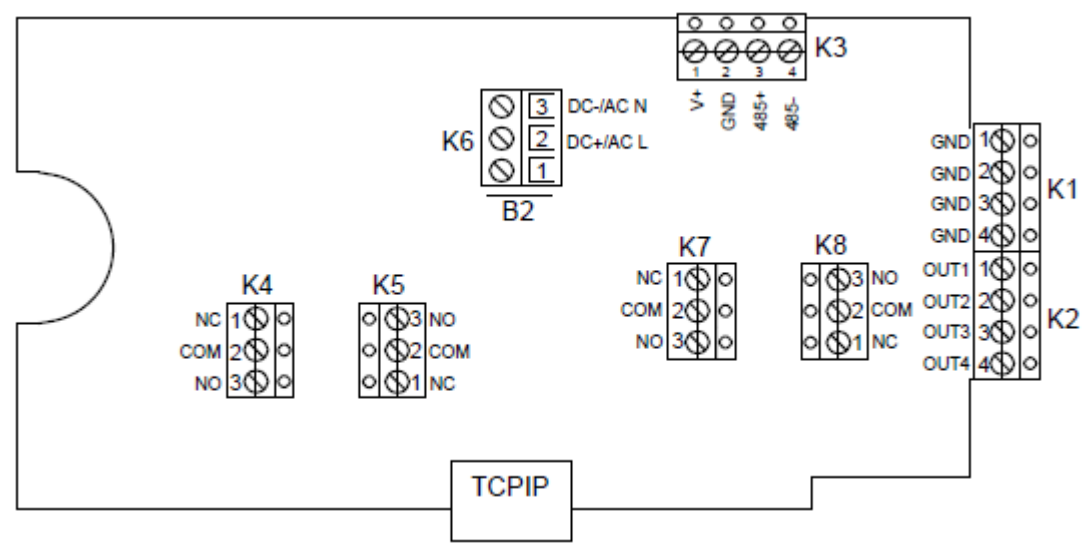 K3
1 2 3 4
V+ GND 485+ 485-
K6
3 DC-/AC N
2 DC+/AC L
1
B2
GND 1
GND 2
GND 3
GND 4
K1
OUT1 1
OUT2 2
OUT3 3
OUT4 4
K2
K7
NC 1
COM 2
NO 3
K8
3 NO
2 COM
1 NC
K4
NC 1
COM 2
NO 3
K5
3 NO
2 COM
1 NC
TCPIP